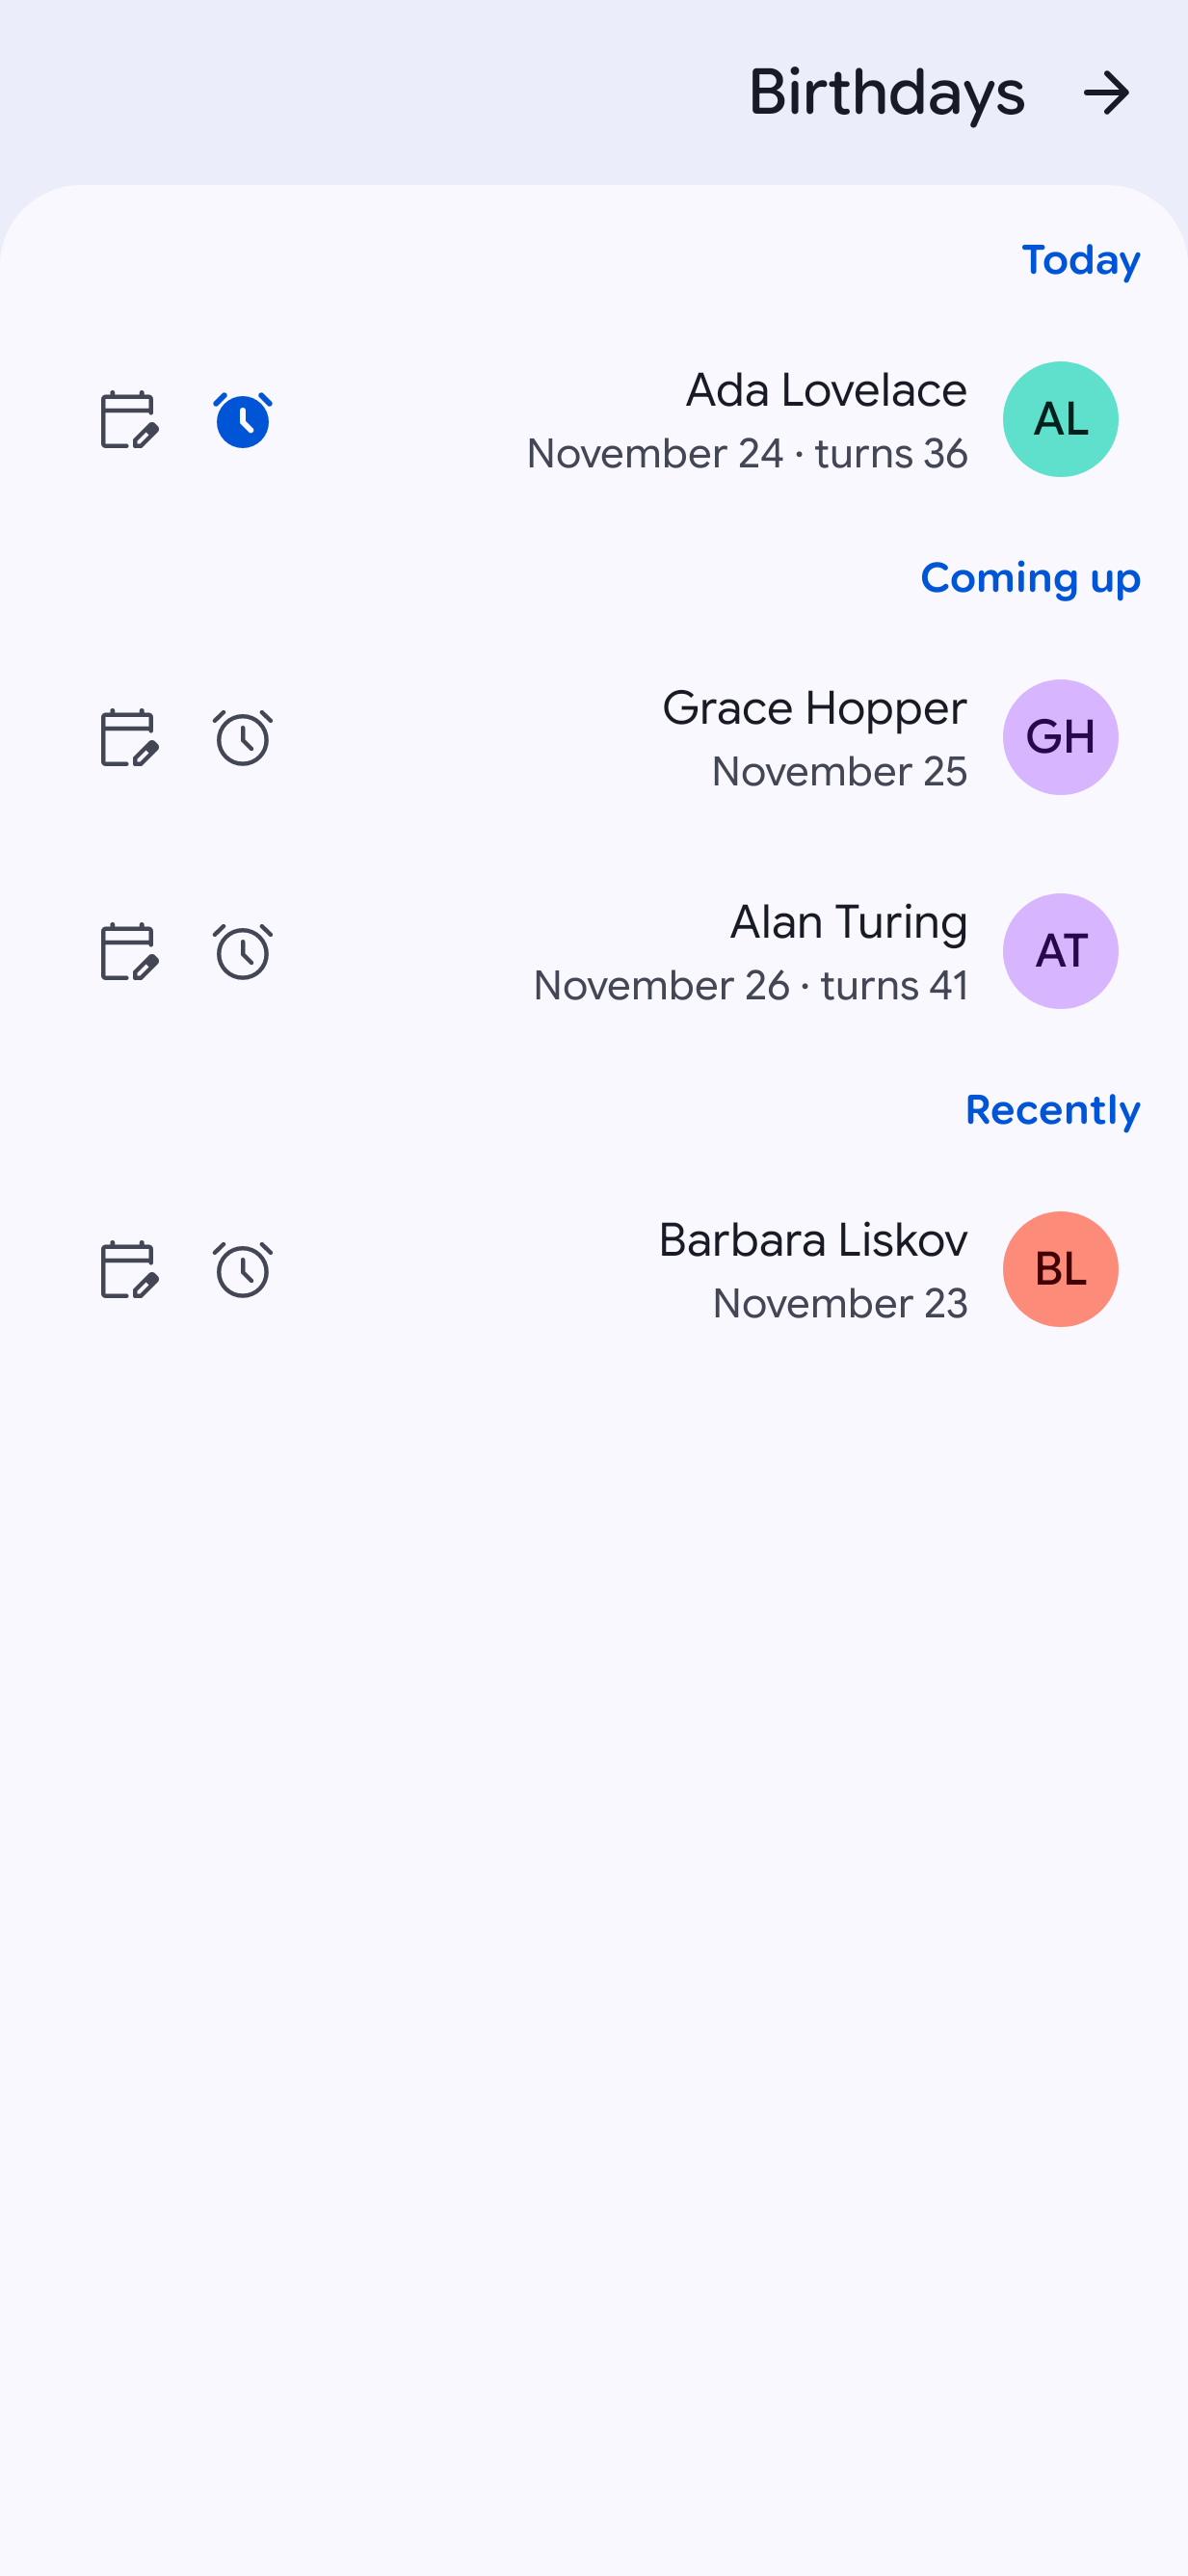 Birthdays
Today
Ada Lovelace
November 24 · turns 36
AL
Coming up
Grace Hopper
November 25
GH
Alan Turing
November 26 · turns 41
AT
Recently
Barbara Liskov
November 23
BL